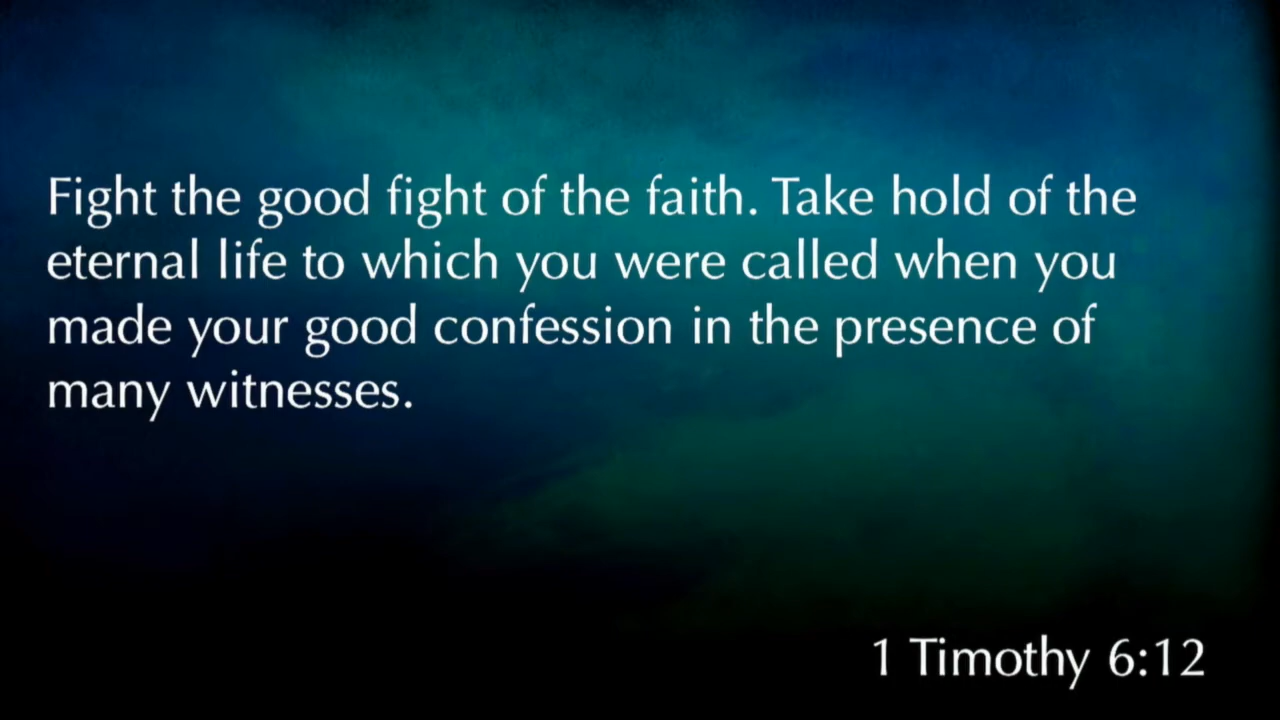 Fight the good fight of the faith. Take hold of the
eternal life to which you were called when you
made your good confession in the presence of
many witnesses.
1 Timothy 6:12